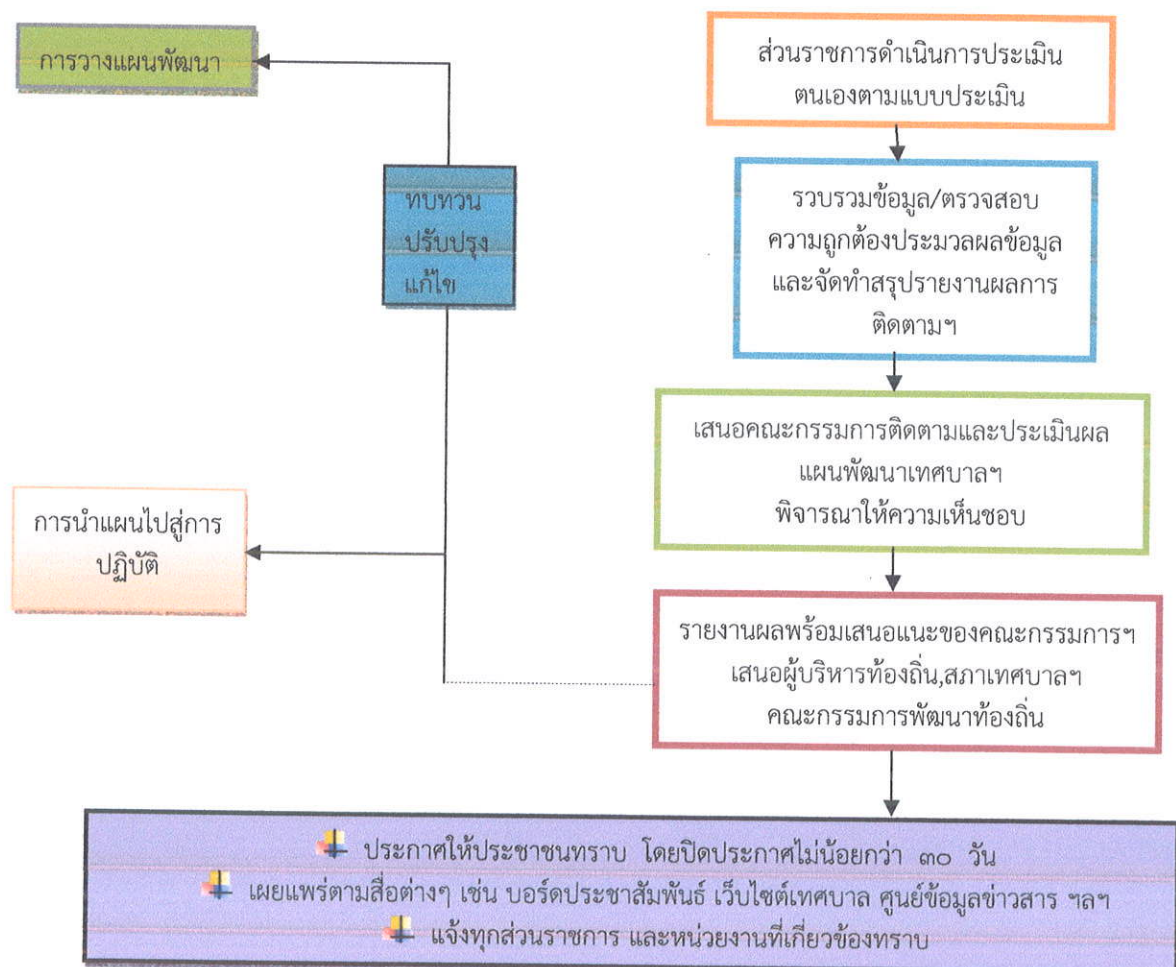 การวางแผนพัฒนา
ส่วนราชการดำเนินการประเมิน
ตนเองตามแบบประเมิน
ทบทวน
ปรับปรุง
แก้ไข
รวบรวมข้อมูล/ตรวจสอบ
ความถูกต้องประมวลผลข้อมูล
และจัดทำสรุปรายงานผลการ
ติดตามฯ
เสนอคณะกรรมการติดตามและประเมินผล
แผนพัฒนาเทศบาลฯ
พิจารณาให้ความเห็นชอบ
การนำแผนไปสู่การ
ปฏิบัติ
รายงานผลพร้อมเสนอแนะของคณะกรรมการฯ
เสนอผู้บริหารท้องถิ่น,สภาเทศบาลฯ
คณะกรรมการพัฒนาท้องถิ่น
ประกาศให้ประชาชนทราบ โดยปิดประกาศไม่น้อยกว่า ๓๐ วัน
เผยแพร่ตามสื่อต่างๆ เช่น บอร์ดประชาสัมพันธ์ เว็บไซต์เทศบาล ศูนย์ข้อมูลข่าวสาร ฯลฯ
แจ้งทุกส่วนราชการ และหน่วยงานที่เกี่ยวข้องทราบ